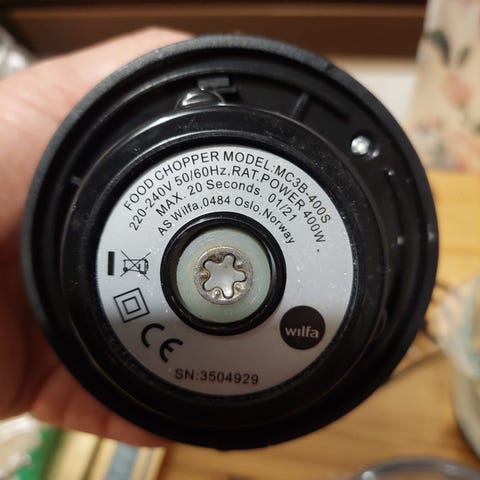 FOOD CHOPPER MODEL:MC3B-400S
220-240V 50/60Hz, RAT.POWER 400W
MAX. 20 Seconds. 01/21
AS Wilfa,0484 Oslo, Norway
wilfa
CE
SN:3504929